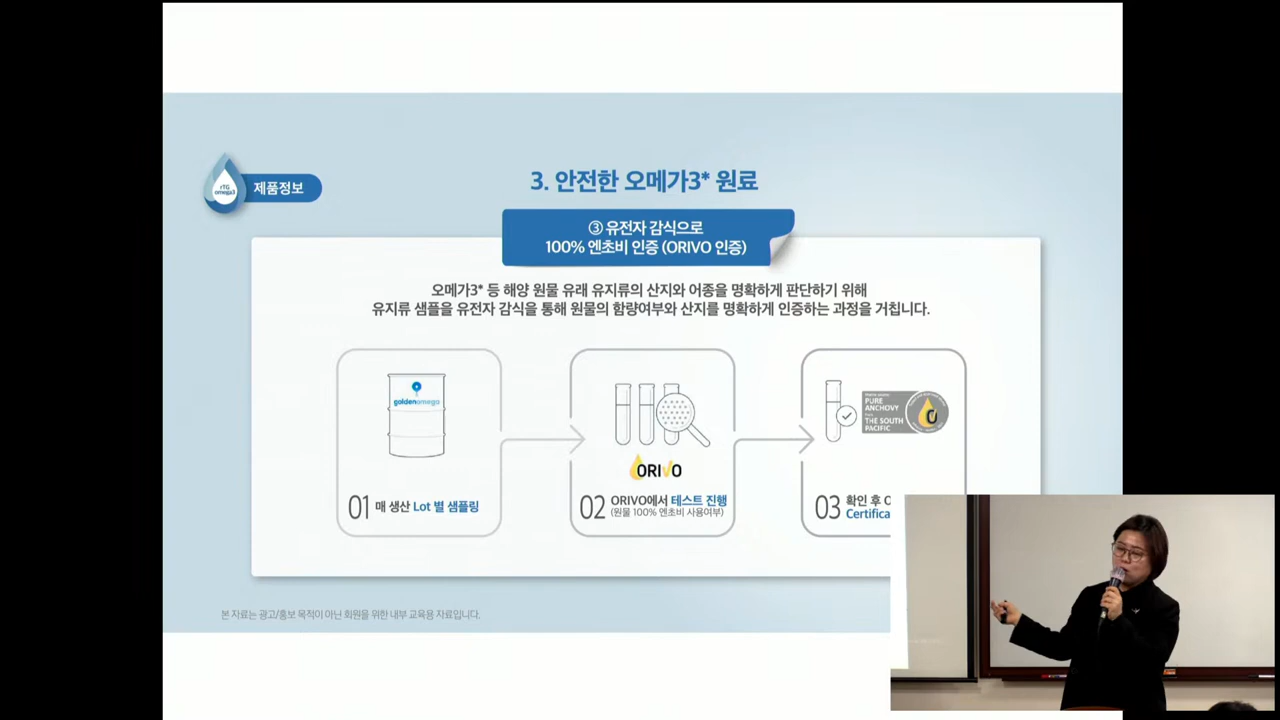 rTG
omega3
제품정보
3. 안전한 오메가3* 원료
③ 유전자 감식으로
100% 엔초비 인증 (ORIVO 인증)
오메가3* 등 해양 원물 유래 유지류의 산지와 어종을 명확하게 판단하기 위해
유지류 샘플을 유전자 감식을 통해 원물의 함량여부와 산지를 명확하게 인증하는 과정을 거칩니다.
goldenomega
01 매 생산 Lot 별 샘플링
ORIVO
02 ORIVO에서 테스트 진행
(원물 100% 엔초비 사용여부)
PURE
ANCHOVY
THE SOUTH
PACIFIC
03 확인 후 O
Certifica
본 자료는 광고/홍보 목적이 아닌 회원을 위한 내부 교육용 자료입니다.